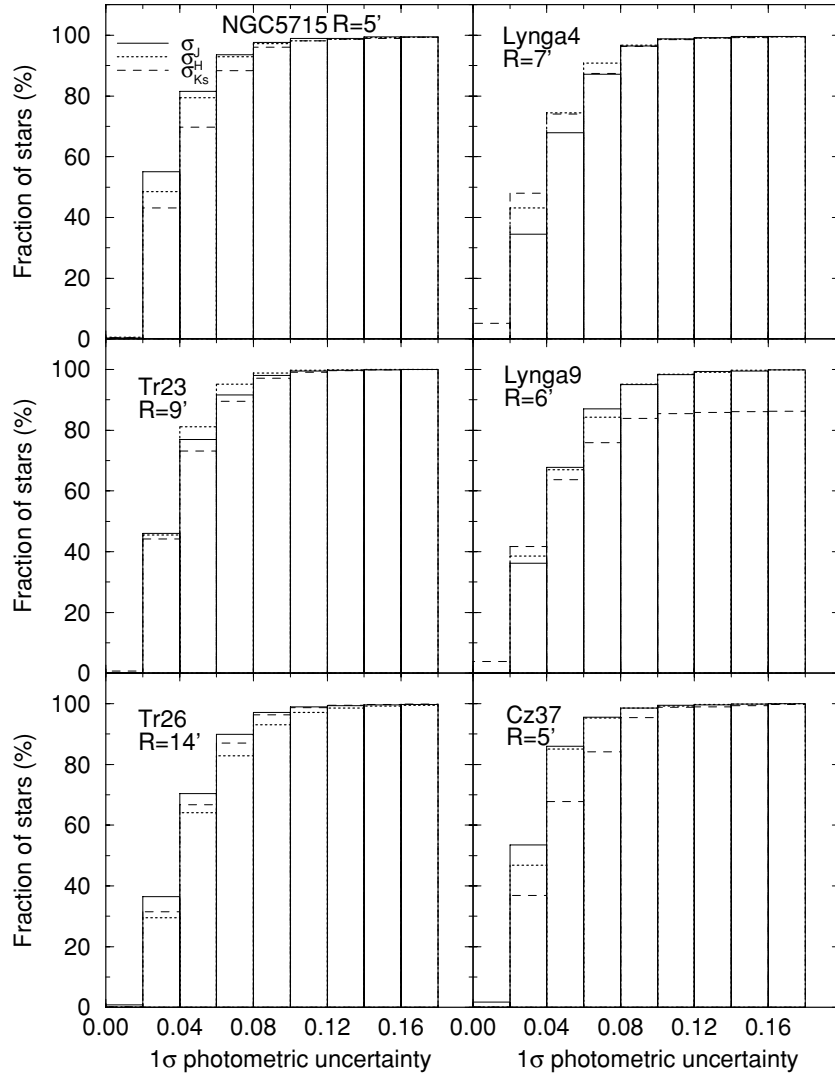 NGC5715 R=5'
σJ
σH
σKs
Lynga4
R=7'
100
80
60
40
20
0
Fraction of stars (%)
Tr23
R=9'
Lynga9
R=6'
100
80
60
40
20
0
Fraction of stars (%)
Tr26
R=14'
Cz37
R=5'
100
80
60
40
20
0
Fraction of stars (%)
0.00 0.04 0.08 0.12 0.16 0.00 0.04 0.08 0.12 0.16
1σ photometric uncertainty 1σ photometric uncertainty